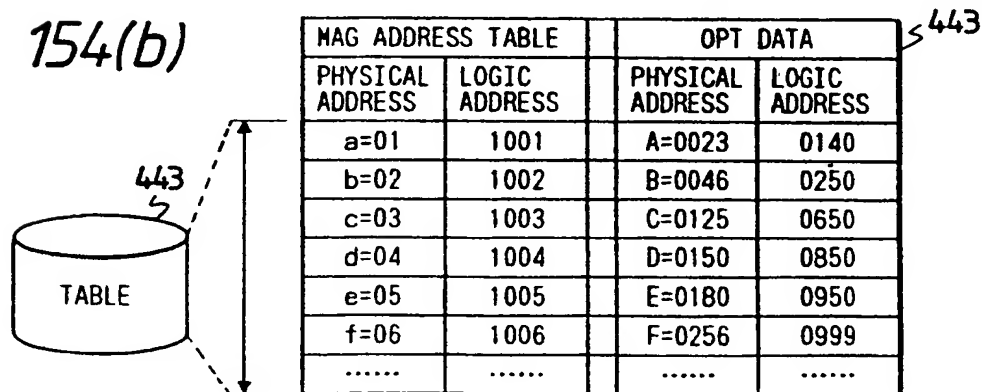 154(b)
443
MAG ADDRESS TABLE OPT DATA
PHYSICAL ADDRESS LOGIC ADDRESS PHYSICAL ADDRESS LOGIC ADDRESS
a=01 1001 A=0023 0140
b=02 1002 B=0046 0250
c=03 1003 C=0125 0650
d=04 1004 D=0150 0850
e=05 1005 E=0180 0950
f=06 1006 F=0256 0999
...... ...... ...... ......
443
TABLE